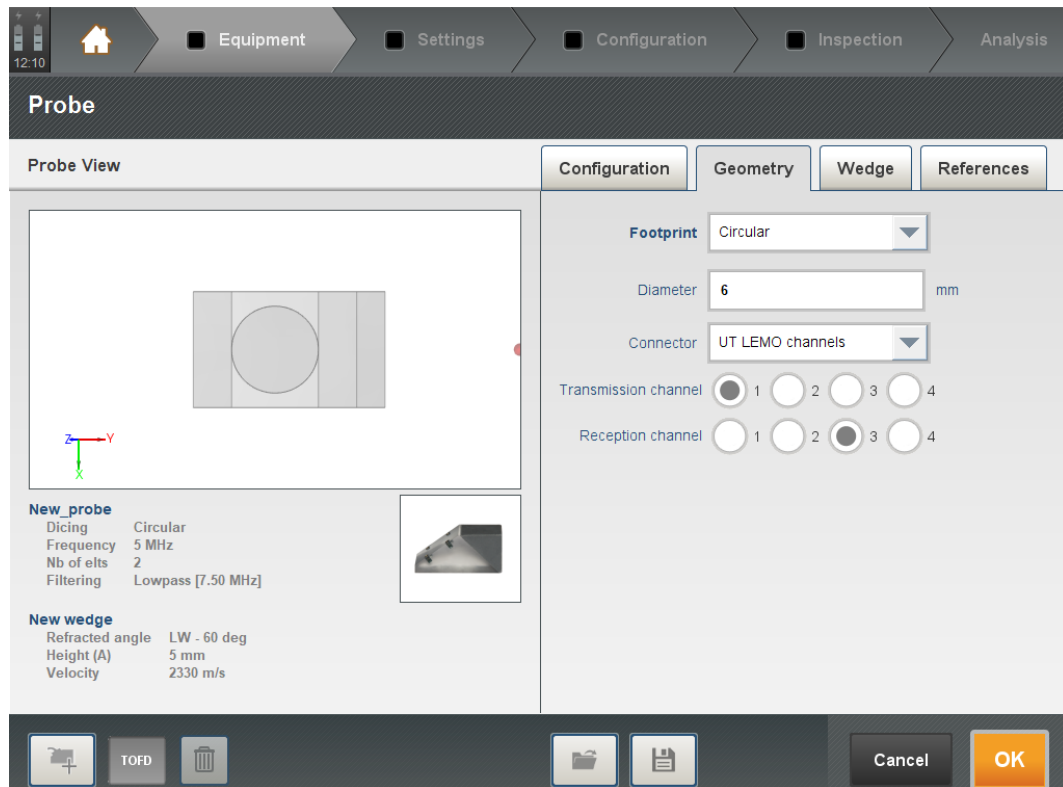 12:10
Equipment
Settings
Configuration
Inspection
Analysis
Probe
Probe View
Configuration
Geometry
Wedge
References
Footprint Circular
Diameter 6 mm
Connector UT LEMO channels
Transmission channel 1 2 3 4
Reception channel 1 2 3 4
Z Y
X
New_probe
Dicing Circular
Frequency 5 MHz
Nb of elts 2
Filtering Lowpass [7.50 MHz]
New wedge
Refracted angle LW - 60 deg
Height (A) 5 mm
Velocity 2330 m/s
TOFD
Cancel
OK